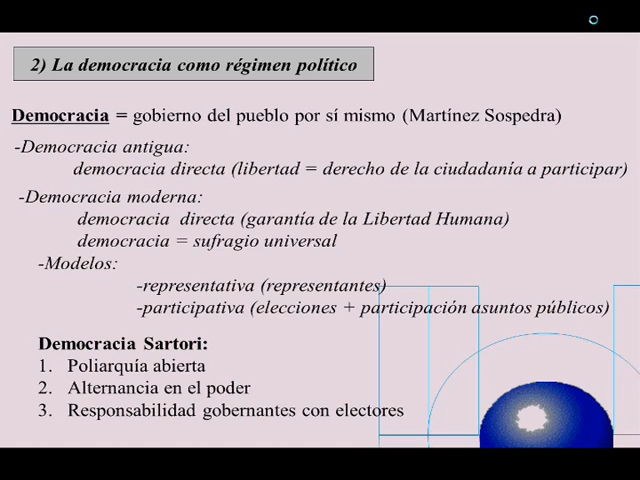 2) La democracia como régimen político
Democracia = gobierno del pueblo por sí mismo (Martínez Sospedra)
-Democracia antigua:
democracia directa (libertad = derecho de la ciudadanía a participar)
-Democracia moderna:
democracia directa (garantía de la Libertad Humana)
democracia = sufragio universal
-Modelos:
-representativa (representantes)
-participativa (elecciones + participación asuntos públicos)
Democracia Sartori:
1. Poliarquía abierta
2. Alternancia en el poder
3. Responsabilidad gobernantes con electores